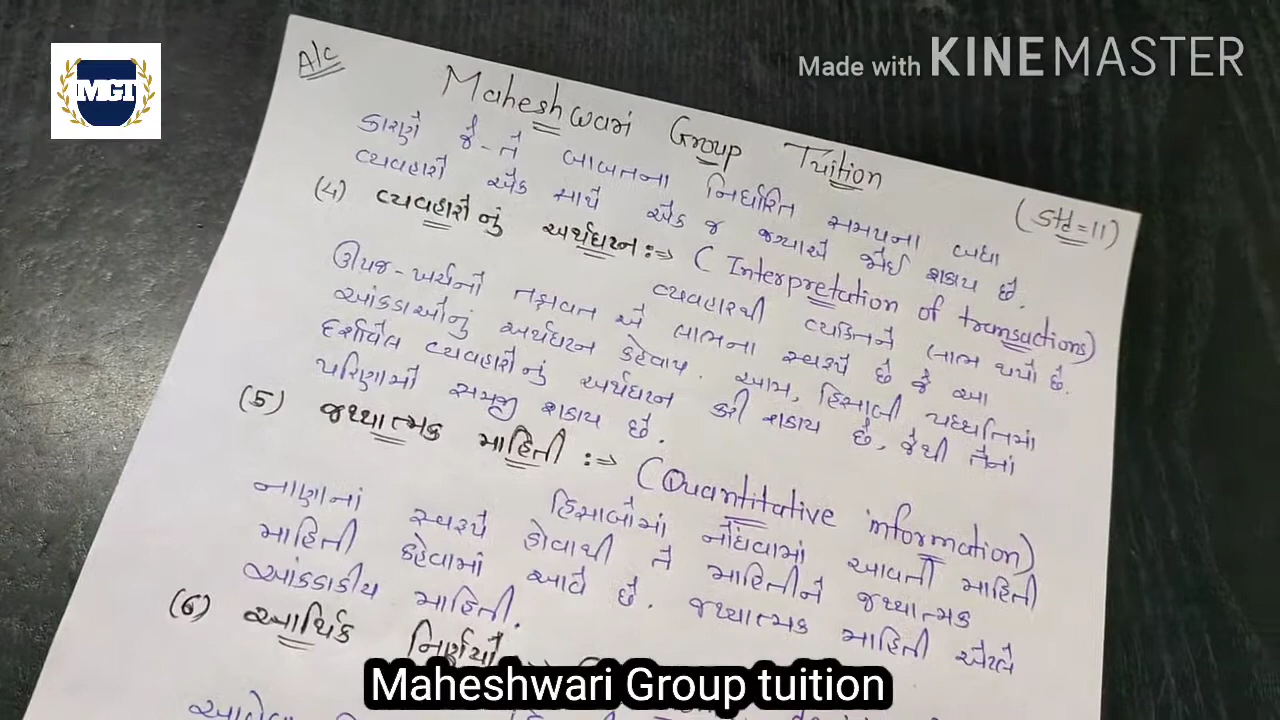 MGI
Made with KINEMASTER
A/c
Maheshwari Group Tuition
(Std=11)
કારણે જે-તે બાબતના નિર્ધારિત સમયના બધા
વ્યવહારો એક સાથે એક જ જગ્યાએ જોઈ શકાય છે.
(4) વ્યવહારોનું અર્થઘટન :⇒ (Interpretation of transactions)
વ્યવહારથી વ્યક્તિને લાભ થયો છે.
ઊપજ-ખર્ચનો તફાવત એ લાભના સ્વરૂપે છે જે આ
આંકડાઓનું અર્થઘટન કહેવાય. આમ, હિસાબી પદ્ધતિમાં
દર્શાવેલ વ્યવહારોનું અર્થઘટન કરી શકાય છે, જેથી તેનાં
પરિણામો સમજી શકાય છે.
(5) જથ્થાત્મક માહિતી :⇒ (Quantitative information)
હિસાબોમાં નોંધવામાં આવતી માહિતી
નાણાનાં સ્વરૂપે હોવાથી તે માહિતીને જથ્થાત્મક
માહિતી કહેવામાં આવે છે. જથ્થાત્મક માહિતી એટલે
આંકડાકીય માહિતી.
(6) આર્થિક નિર્ણયો
Maheshwari Group tuition